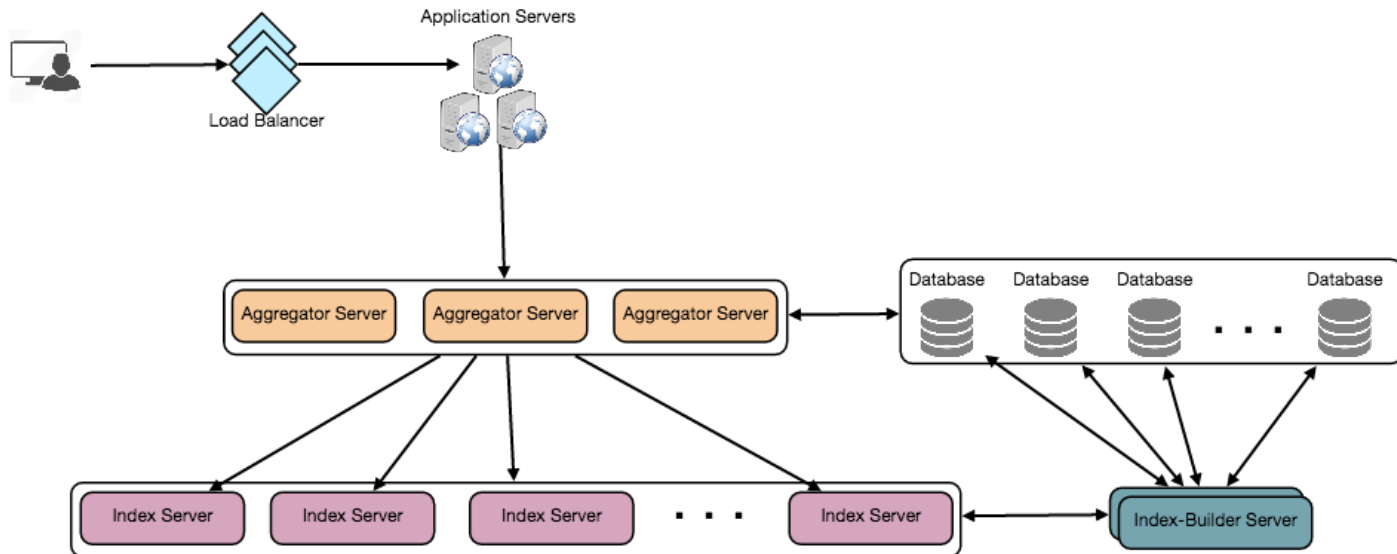 Application Servers
Load Balancer
Database
Database
Database
Database
Aggregator Server
Aggregator Server
Aggregator Server
Index Server
Index Server
Index Server
Index Server
Index-Builder Server